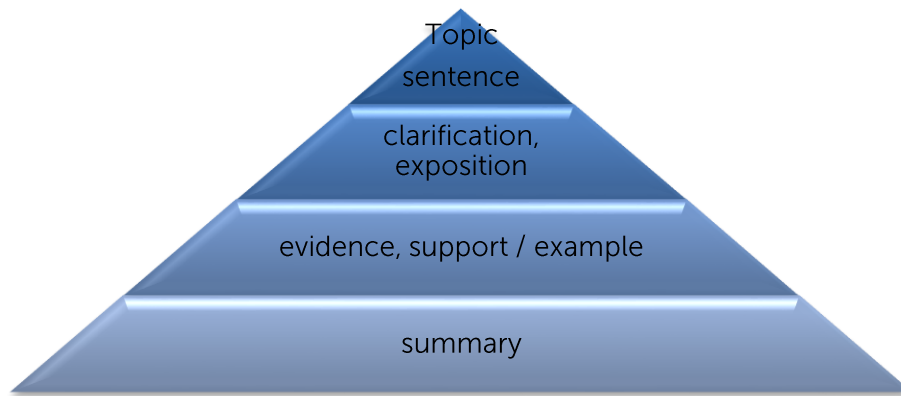 Topic
sentence
clarification,
exposition
evidence, support / example
summary